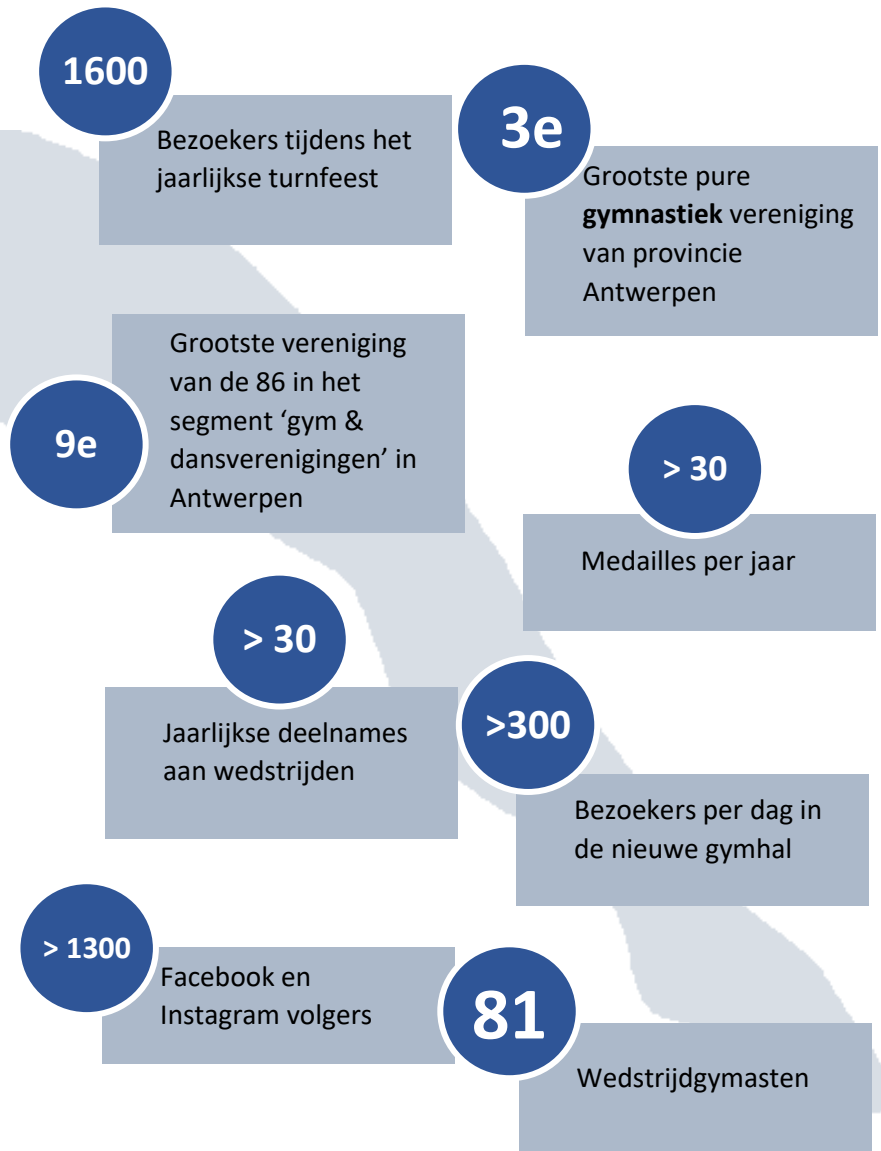 1600
Bezoekers tijdens het
jaarlijkse turnfeest
3e
Grootste pure
gymnastiek vereniging
van provincie
Antwerpen
9e
Grootste vereniging
van de 86 in het
segment ‘gym &
dansverenigingen’ in
Antwerpen
> 30
Medailles per jaar
> 30
Jaarlijkse deelnames
aan wedstrijden
>300
Bezoekers per dag in
de nieuwe gymhal
> 1300
Facebook en
Instagram volgers
81
Wedstrijdgymasten